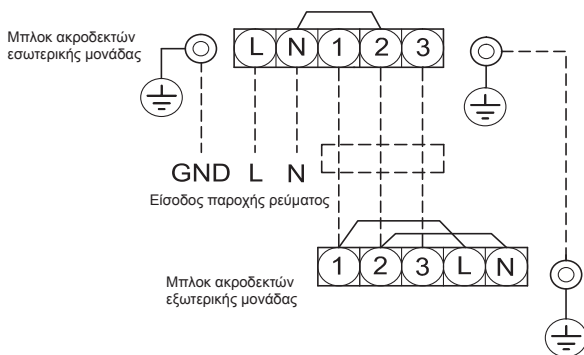 Μπλοκ ακροδεκτών
εσωτερικής μονάδας
L N 1 2 3
GND L N
Είσοδος παροχής ρεύματος
1 2 3 L N
Μπλοκ ακροδεκτών
εξωτερικής μονάδας